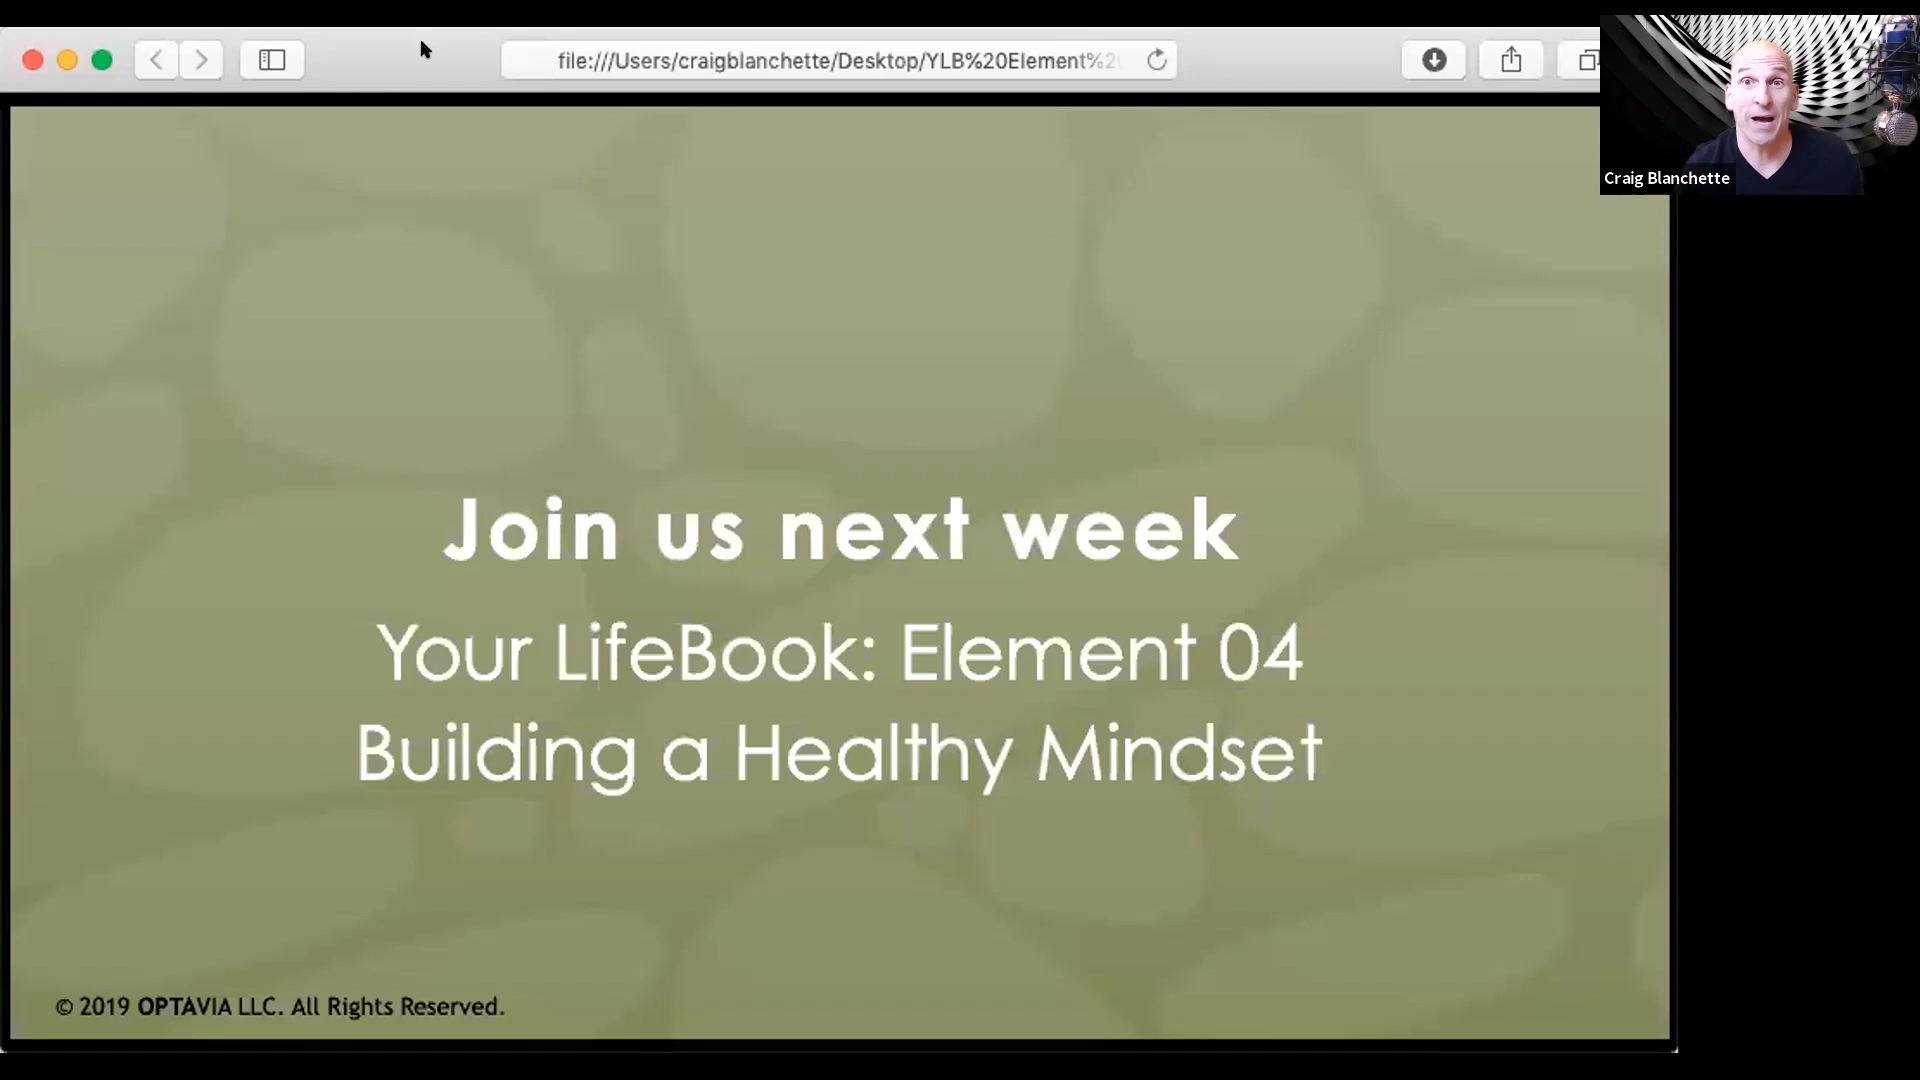 file:///Users/craigblanchette/Desktop/YLB%20Element%2
Craig Blanchette
Join us next week
Your LifeBook: Element 04
Building a Healthy Mindset
© 2019 OPTAVIA LLC. All Rights Reserved.